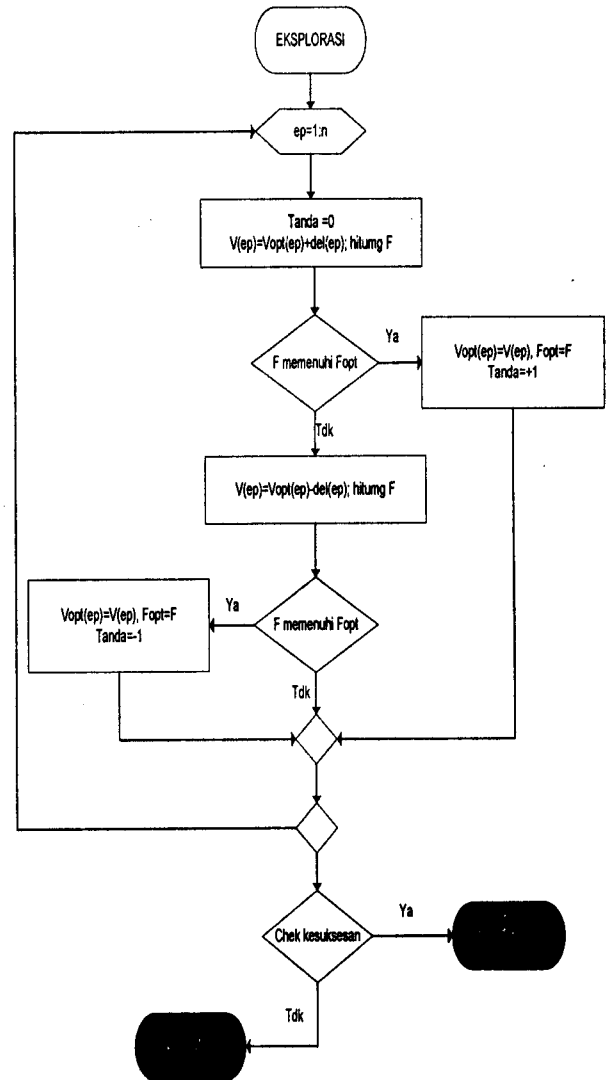 EKSPLORASI
ep=1:n
Tanda =0
V(ep)=Vopt(ep)+del(ep); hitumg F
F memenuhi Fopt
Ya
Vopt(ep)=V(ep), Fopt=F
Tanda=+1
Tdk
V(ep)=Vopt(ep)-del(ep); hitumg F
F memenuhi Fopt
Ya
Vopt(ep)=V(ep), Fopt=F
Tanda=-1
Tdk
Chek kesuksesan
Ya
Tdk